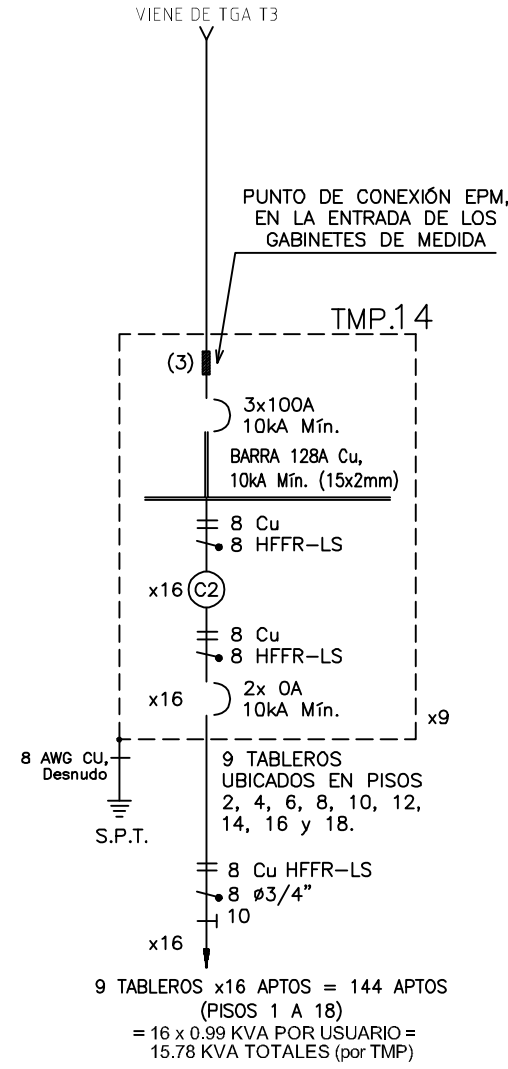 VIENE DE TGA T3
PUNTO DE CONEXIÓN EPM,
EN LA ENTRADA DE LOS
GABINETES DE MEDIDA
TMP.14
(3)
3x100A
10kA Mín.
BARRA 128A Cu,
10kA Mín. (15x2mm)
8 Cu
8 HFFR-LS
x16 C2
8 Cu
8 HFFR-LS
x16
2x 0A
10kA Mín.
x9
8 AWG CU,
Desnudo
S.P.T.
9 TABLEROS
UBICADOS EN PISOS
2, 4, 6, 8, 10, 12,
14, 16 y 18.
8 Cu HFFR-LS
8 ø3/4"
10
x16
9 TABLEROS x16 APTOS = 144 APTOS
(PISOS 1 A 18)
= 16 x 0.99 KVA POR USUARIO =
15.78 KVA TOTALES (por TMP)